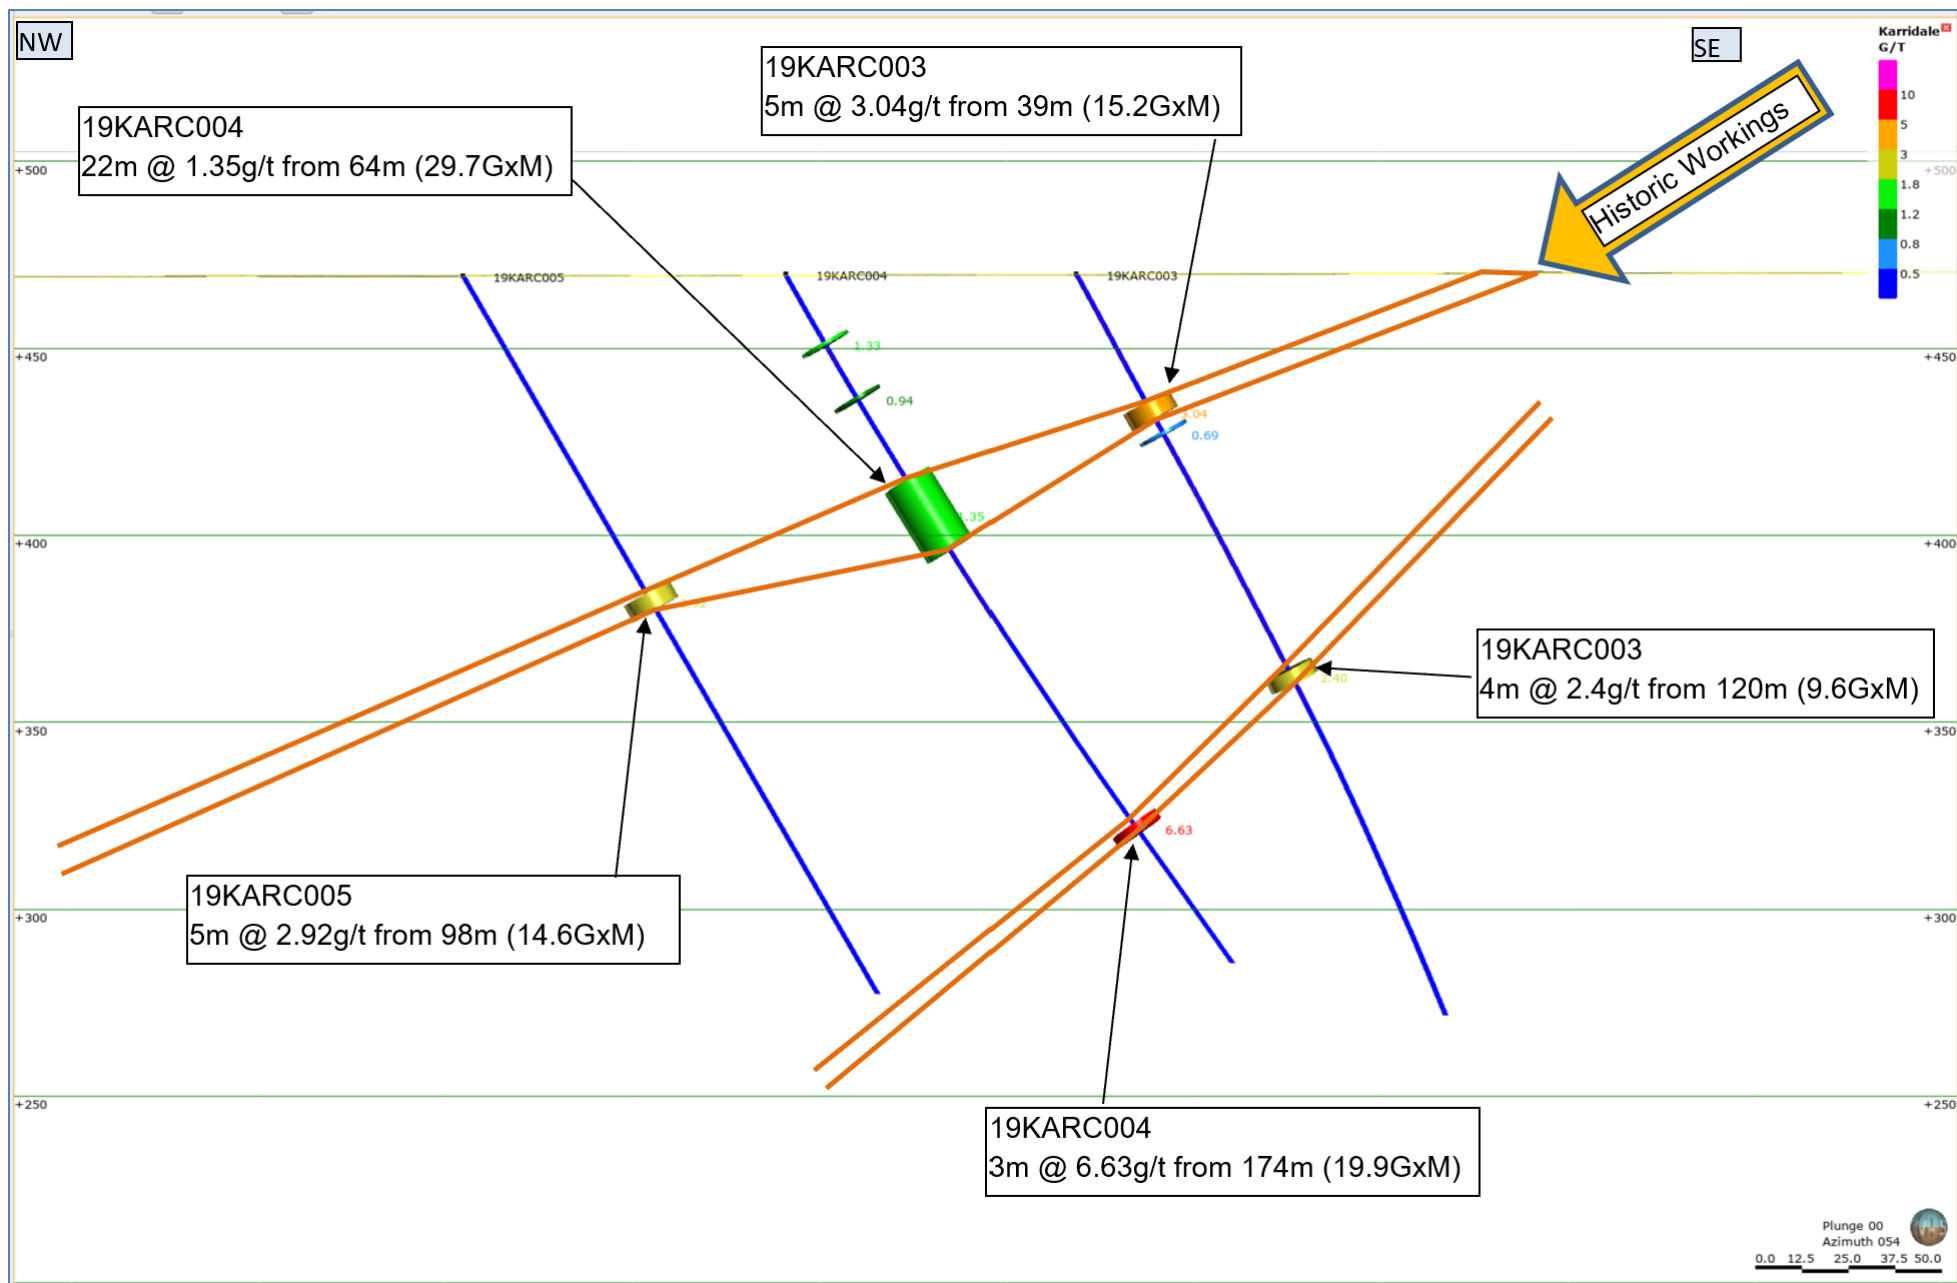 NW
SE
Karridale
G/T
10
5
3
1.8
1.2
0.8
0.5
19KARC003
5m @ 3.04g/t from 39m (15.2GxM)
19KARC004
22m @ 1.35g/t from 64m (29.7GxM)
Historic Workings
+500
+500
19KARC005
19KARC004
19KARC003
1.33
+450
+450
0.94
3.04
0.69
1.35
+400
+400
19KARC003
4m @ 2.4g/t from 120m (9.6GxM)
2.40
+350
+350
6.63
19KARC005
5m @ 2.92g/t from 98m (14.6GxM)
+300
+300
+250
+250
19KARC004
3m @ 6.63g/t from 174m (19.9GxM)
Plunge 00
Azimuth 054
0.0 12.5 25.0 37.5 50.0